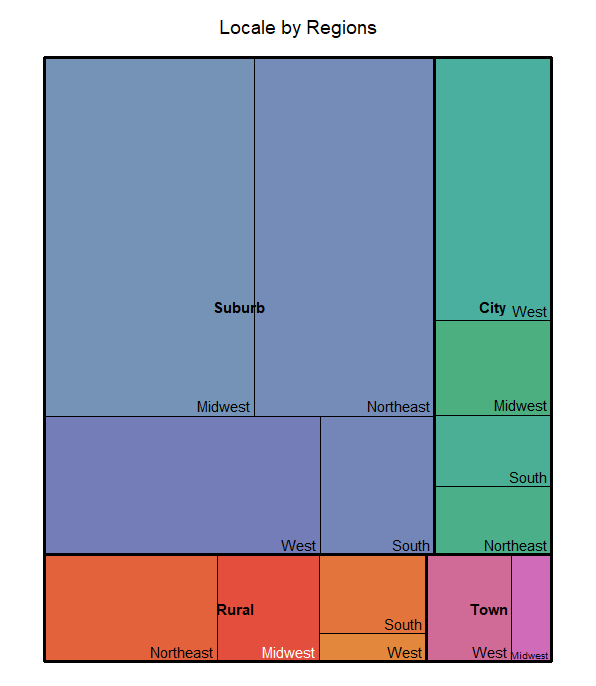 Locale by Regions
Suburb
City
West
Midwest
Northeast
Midwest
South
West
South
Northeast
Rural
Town
South
Northeast
Midwest
West
West
Midwest